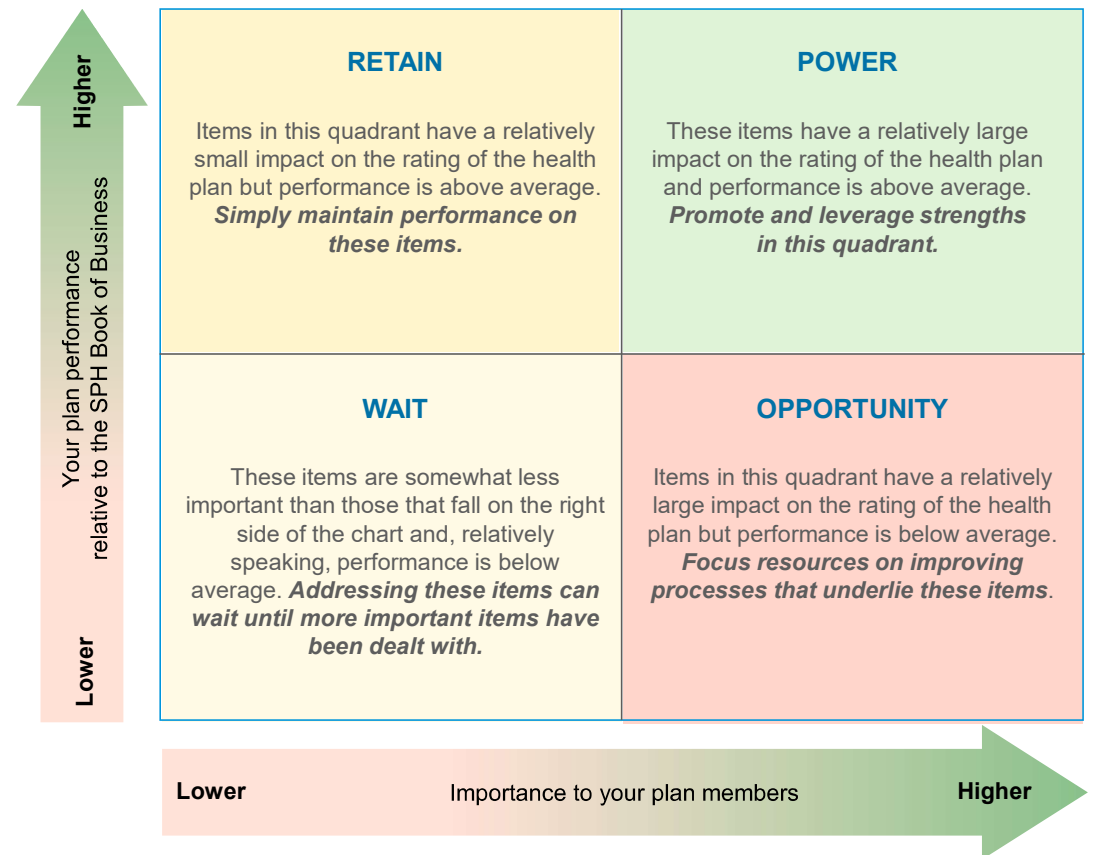 Higher
Your plan performance
relative to the SPH Book of Business
Lower
RETAIN
Items in this quadrant have a relatively
small impact on the rating of the health
plan but performance is above average.
Simply maintain performance on
these items.
POWER
These items have a relatively large
impact on the rating of the health plan
and performance is above average.
Promote and leverage strengths
in this quadrant.
WAIT
These items are somewhat less
important than those that fall on the right
side of the chart and, relatively
speaking, performance is below
average. Addressing these items can
wait until more important items have
been dealt with.
OPPORTUNITY
Items in this quadrant have a relatively
large impact on the rating of the health
plan but performance is below average.
Focus resources on improving
processes that underlie these items.
Lower
Importance to your plan members
Higher